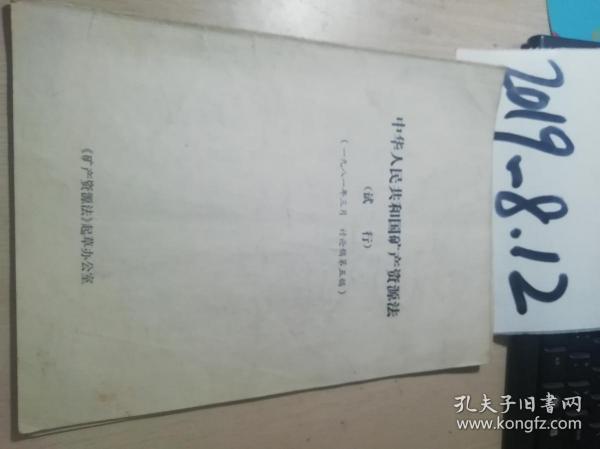 中华人民共和国矿产资源法
（试 行）
（一九八一年三月 讨论稿第五稿）
《矿产资源法》起草办公室
2019-8.12
孔夫子旧书网
www.kongfz.com